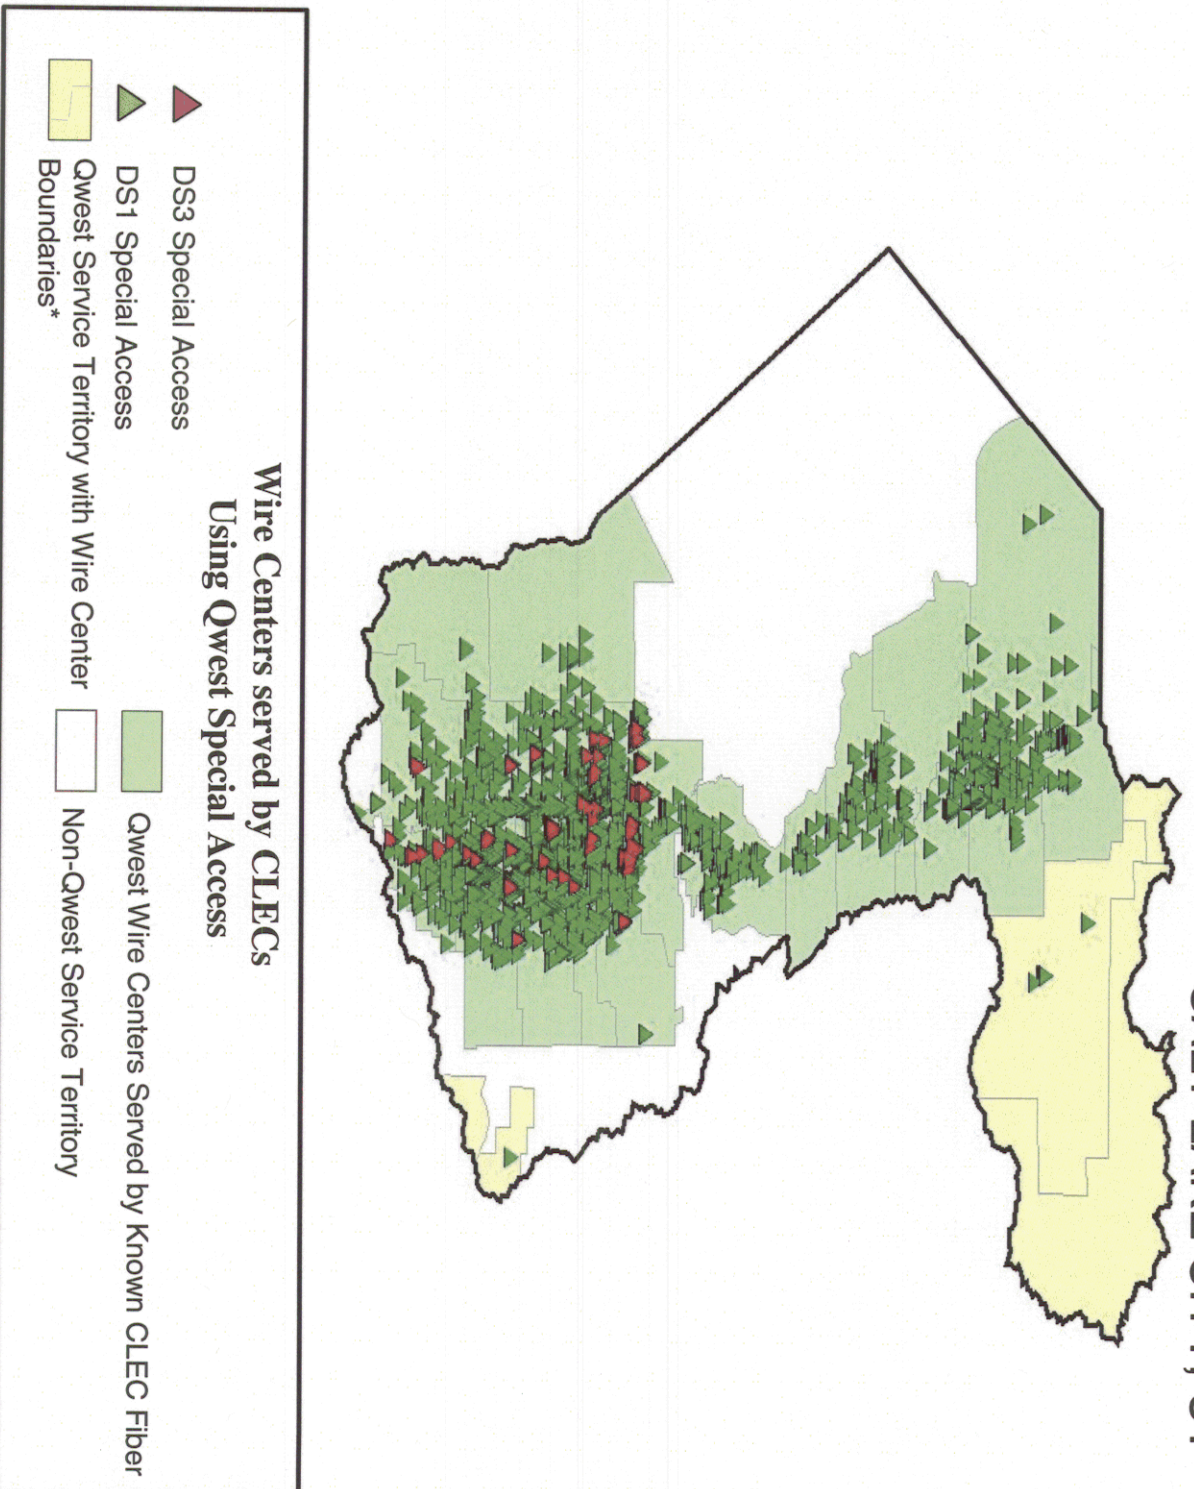 Wire Centers served by CLECs
Using Qwest Special Access
DS3 Special Access
DS1 Special Access
Qwest Service Territory with Wire Center
Boundaries*
Qwest Wire Centers Served by Known CLEC Fiber
Non-Qwest Service Territory